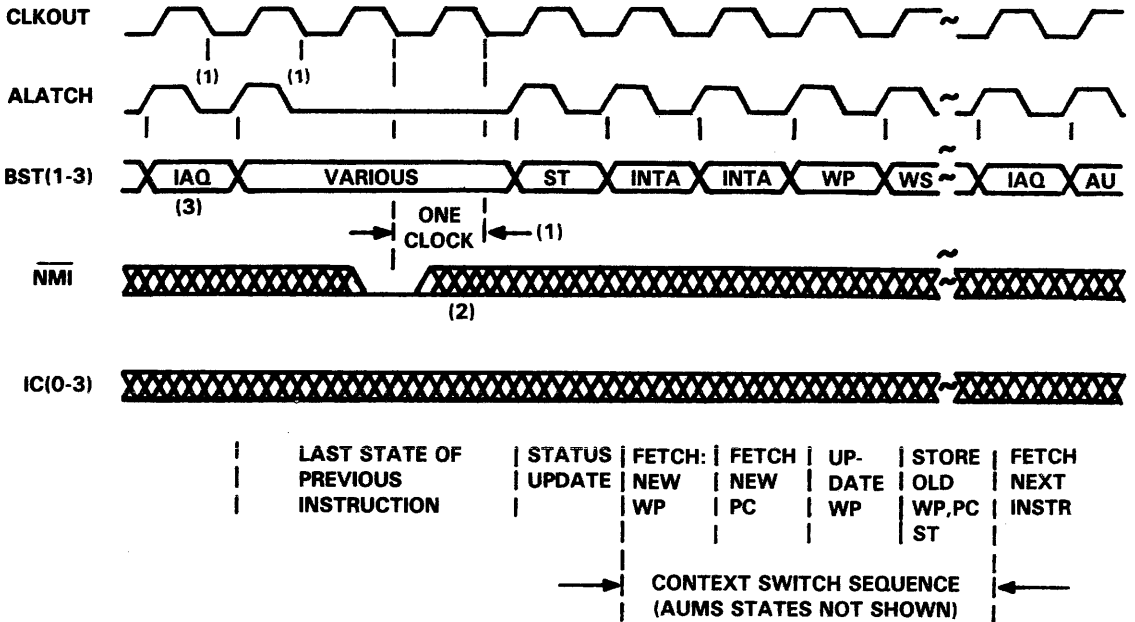 CLKOUT
(1) (1)
ALATCH
BST(1-3) IAQ VARIOUS ST INTA INTA WP WS IAQ AU
(3)
ONE
CLOCK (1)
NMI
(2)
IC(0-3)
LAST STATE OF
PREVIOUS
INSTRUCTION
STATUS
UPDATE
FETCH:
NEW
WP
FETCH
NEW
PC
UP-
DATE
WP
STORE
OLD
WP,PC
ST
FETCH
NEXT
INSTR
CONTEXT SWITCH SEQUENCE
(AUMS STATES NOT SHOWN)